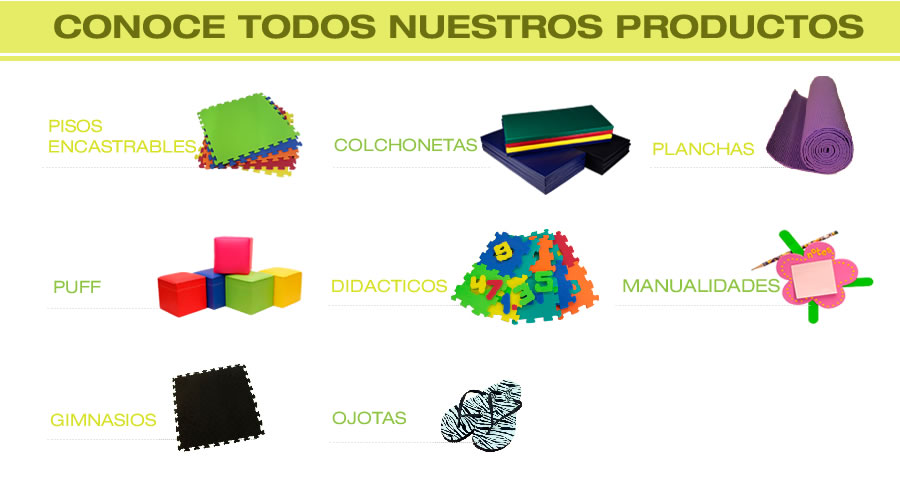 CONOCE TODOS NUESTROS PRODUCTOS
PISOS
ENCASTRABLES
COLCHONETAS
PLANCHAS
PUFF
DIDACTICOS
MANUALIDADES
GIMNASIOS
OJOTAS